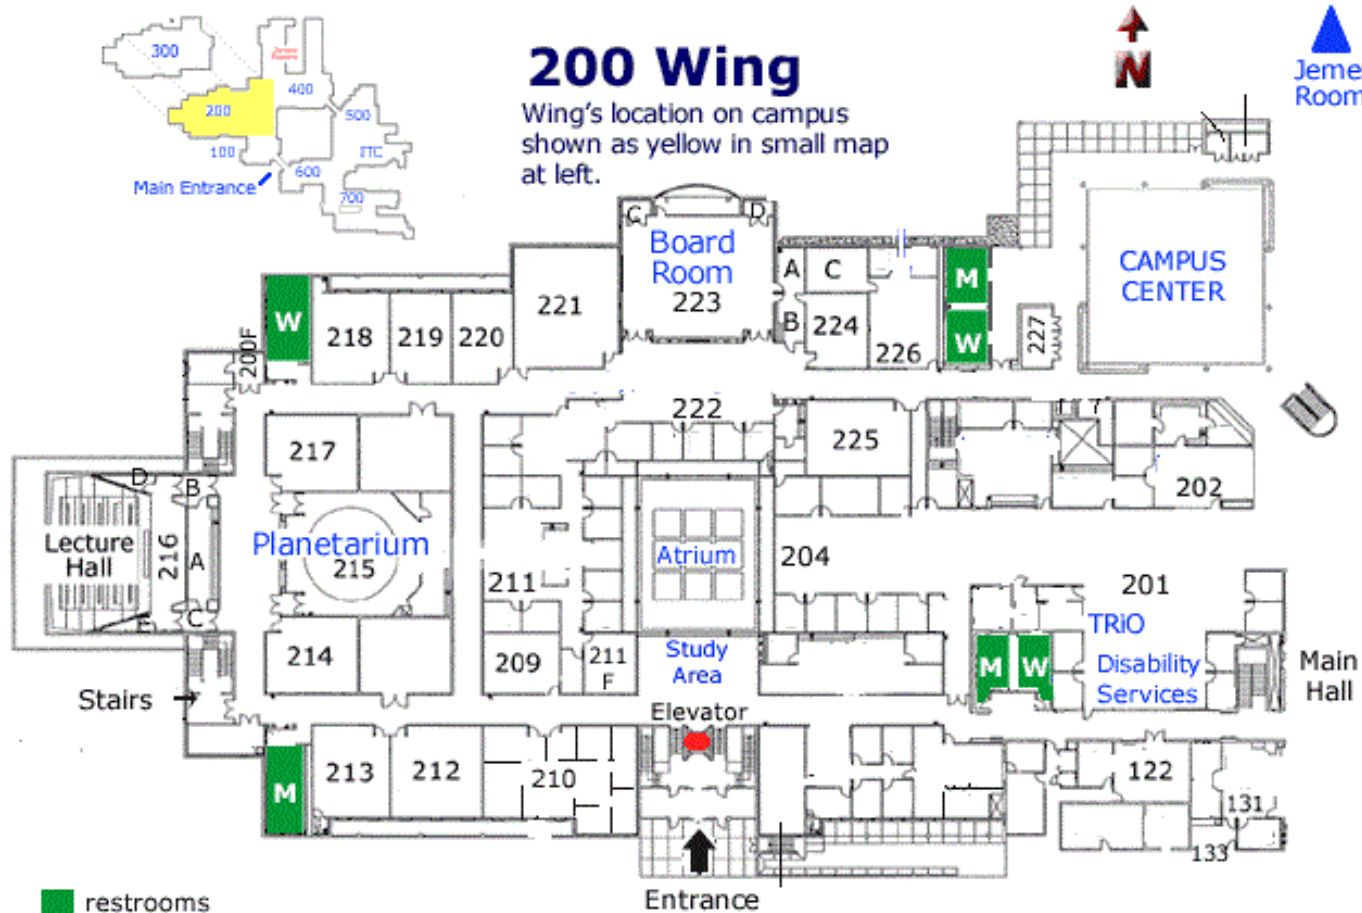 300
200
400
500
100
ITC
600
Main Entrance
700
200 Wing
Wing's location on campus
shown as yellow in small map
at left.
N
Jeme
Room
C
D
Board
Room
223
A
C
B
224
226
M
W
227
CAMPUS
CENTER
W
200F
218
219
220
221
222
225
202
217
D
B
Lecture
Hall
216
A
C
E
Planetarium
215
211
Atrium
204
201
TRiO
Disability
Services
M
W
Main
Hall
214
209
211
F
Study
Area
Stairs
Elevator
M
213
212
210
122
131
133
Entrance
restrooms